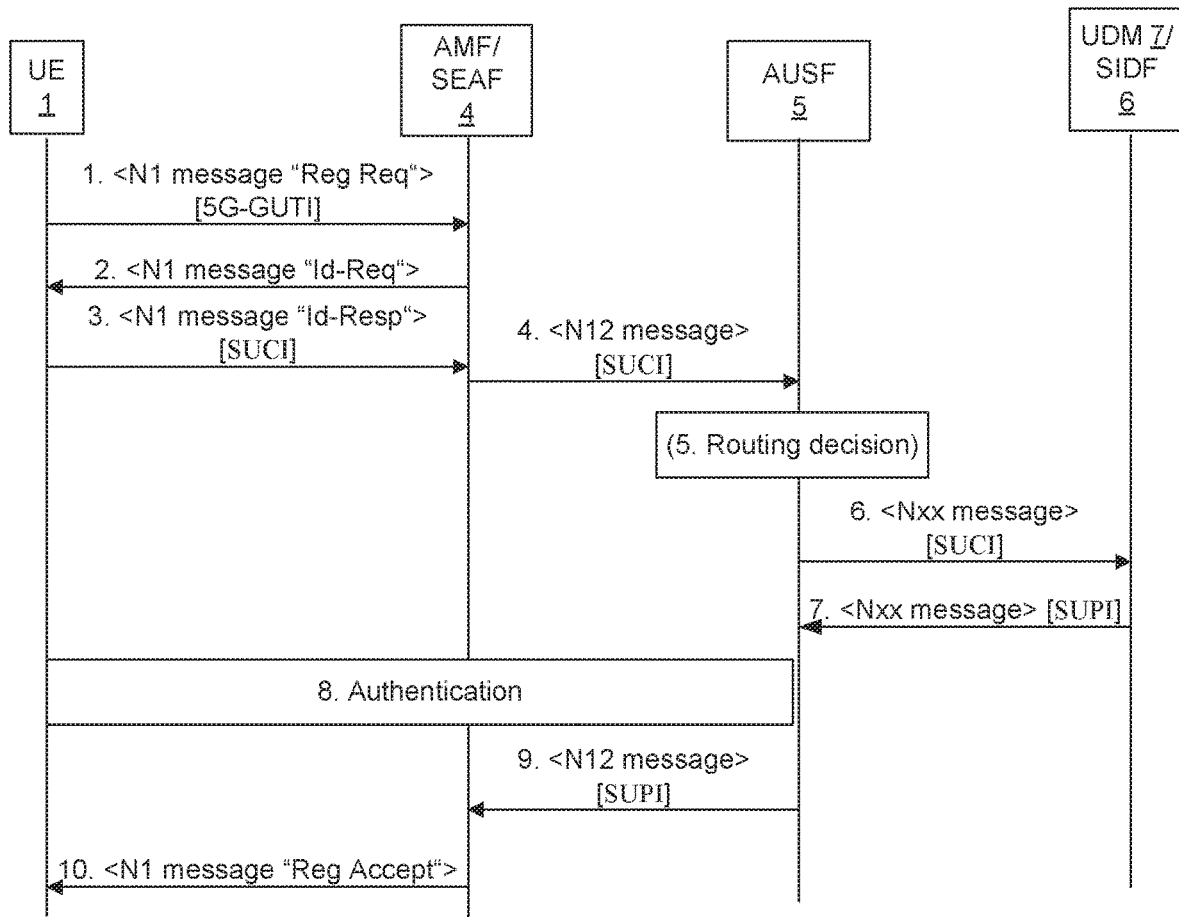 UE
1
AMF/
SEAF
4
AUSF
5
UDM 7/
SIDF
6
1. <N1 message “Reg Req“>
[5G-GUTI]
2. <N1 message “Id-Req“>
3. <N1 message “Id-Resp“>
[SUCI]
4. <N12 message>
[SUCI]
(5. Routing decision)
6. <Nxx message>
[SUCI]
7. <Nxx message> [SUPI]
8. Authentication
9. <N12 message>
[SUPI]
10. <N1 message “Reg Accept“>